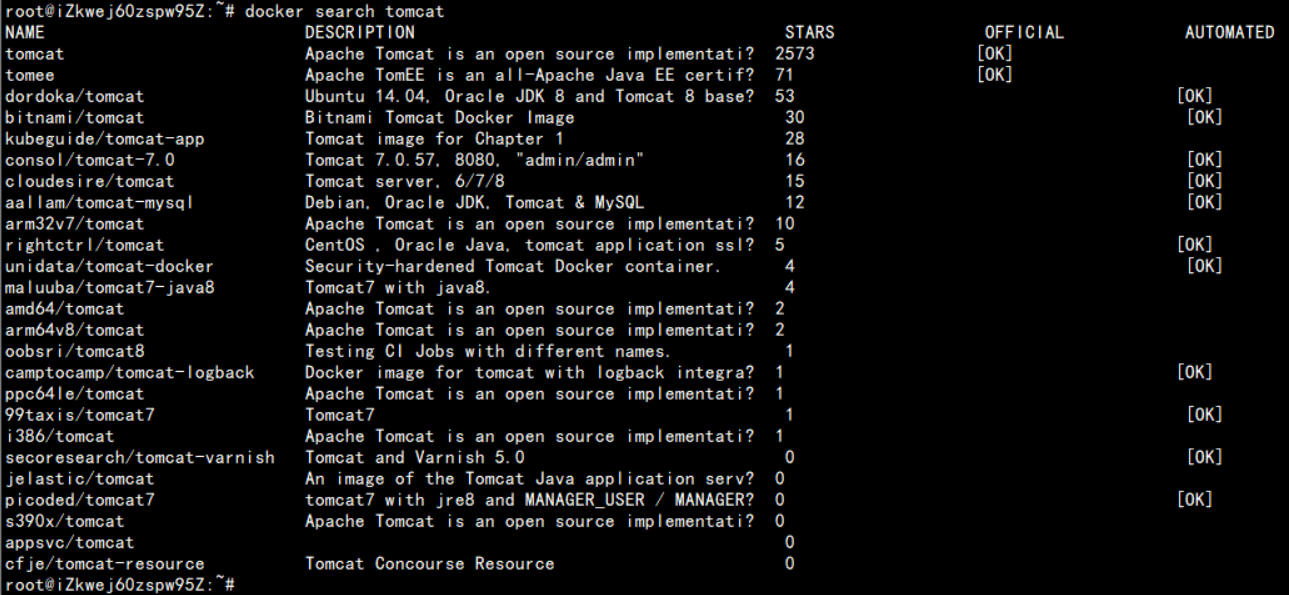 root@iZkwej60zspw95Z:~# docker search tomcat
NAME                         DESCRIPTION                                     STARS               OFFICIAL            AUTOMATED
tomcat                       Apache Tomcat is an open source implementati?   2573                [OK]
tomee                        Apache TomEE is an all-Apache Java EE certif?   71                  [OK]
dordoka/tomcat               Ubuntu 14.04, Oracle JDK 8 and Tomcat 8 base?   53                                      [OK]
bitnami/tomcat               Bitnami Tomcat Docker Image                     30                                      [OK]
kubeguide/tomcat-app         Tomcat image for Chapter 1                      28
consol/tomcat-7.0            Tomcat 7.0.57, 8080, "admin/admin"              16                                      [OK]
cloudesire/tomcat            Tomcat server, 6/7/8                            15                                      [OK]
aallam/tomcat-mysql          Debian, Oracle JDK, Tomcat & MySQL              12                                      [OK]
arm32v7/tomcat               Apache Tomcat is an open source implementati?   10
rightctrl/tomcat             CentOS , Oracle Java, tomcat application ssl?   5                                       [OK]
unidata/tomcat-docker        Security-hardened Tomcat Docker container.      4                                       [OK]
maluuba/tomcat7-java8        Tomcat7 with java8.                             4
amd64/tomcat                 Apache Tomcat is an open source implementati?   2
arm64v8/tomcat               Apache Tomcat is an open source implementati?   2
oobsri/tomcat8               Testing CI Jobs with different names.           1
camptocamp/tomcat-logback    Docker image for tomcat with logback integra?   1                                       [OK]
ppc64le/tomcat               Apache Tomcat is an open source implementati?   1
99taxis/tomcat7              Tomcat7                                         1                                       [OK]
i386/tomcat                  Apache Tomcat is an open source implementati?   1
secoresearch/tomcat-varnish  Tomcat and Varnish 5.0                          0                                       [OK]
jelastic/tomcat              An image of the Tomcat Java application serv?   0
picoded/tomcat7              tomcat7 with jre8 and MANAGER_USER / MANAGER?   0                                       [OK]
s390x/tomcat                 Apache Tomcat is an open source implementati?   0
appsvc/tomcat                                                                0
cfje/tomcat-resource         Tomcat Concourse Resource                       0
root@iZkwej60zspw95Z:~#